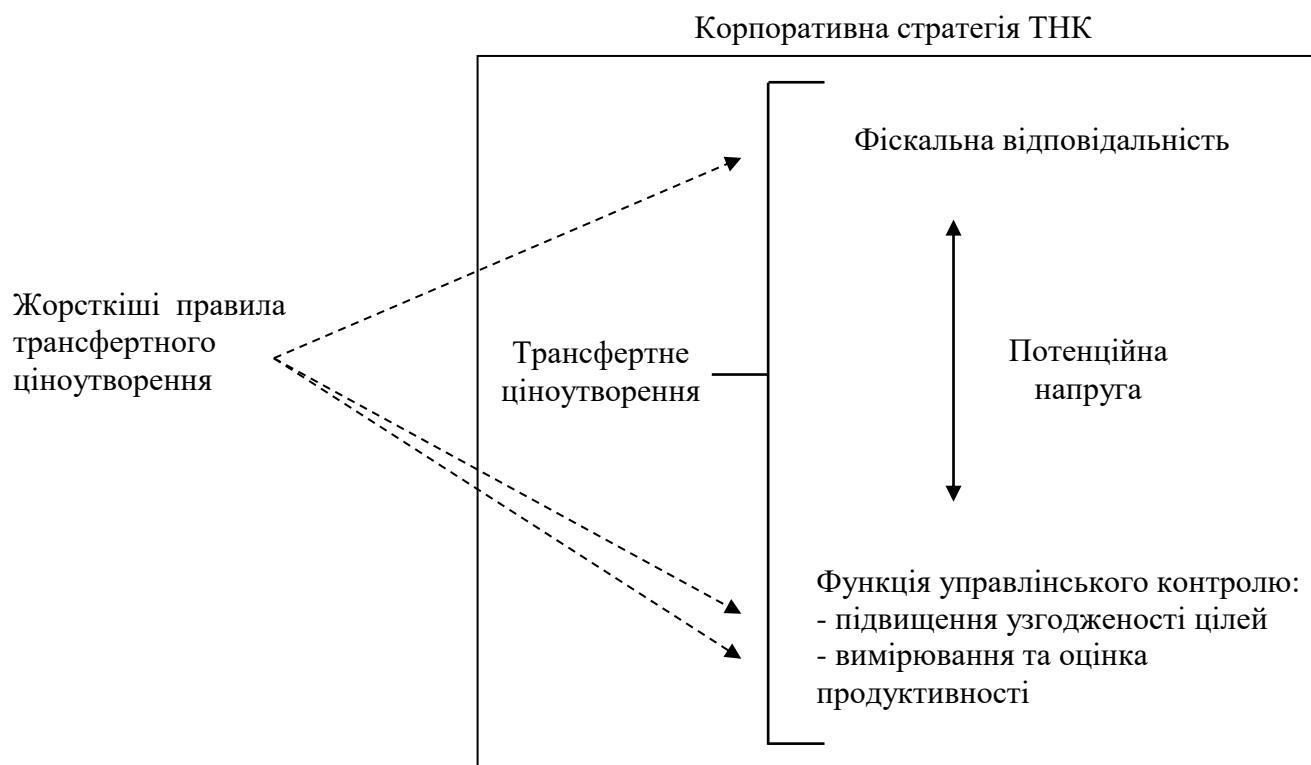 Корпоративна стратегія ТНК
Фіскальна відповідальність
Жорсткіші правила
трансфертного
ціноутворення
Трансфертне
ціноутворення
Потенційна
напруга
Функція управлінського контролю:
- підвищення узгодженості цілей
- вимірювання та оцінка
продуктивності